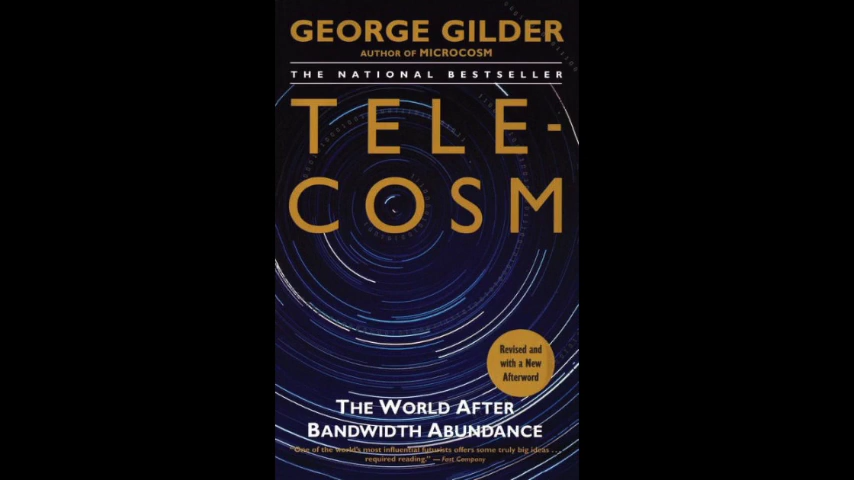 GEORGE GILDER
AUTHOR OF MICROCOSM
THE NATIONAL BESTSELLER
TELE-
COSM
Revised and
with a New
Afterword
THE WORLD AFTER
BANDWIDTH ABUNDANCE
"One of the world's most influential futurists offers some truly big ideas . . .
required reading." —Fast Company